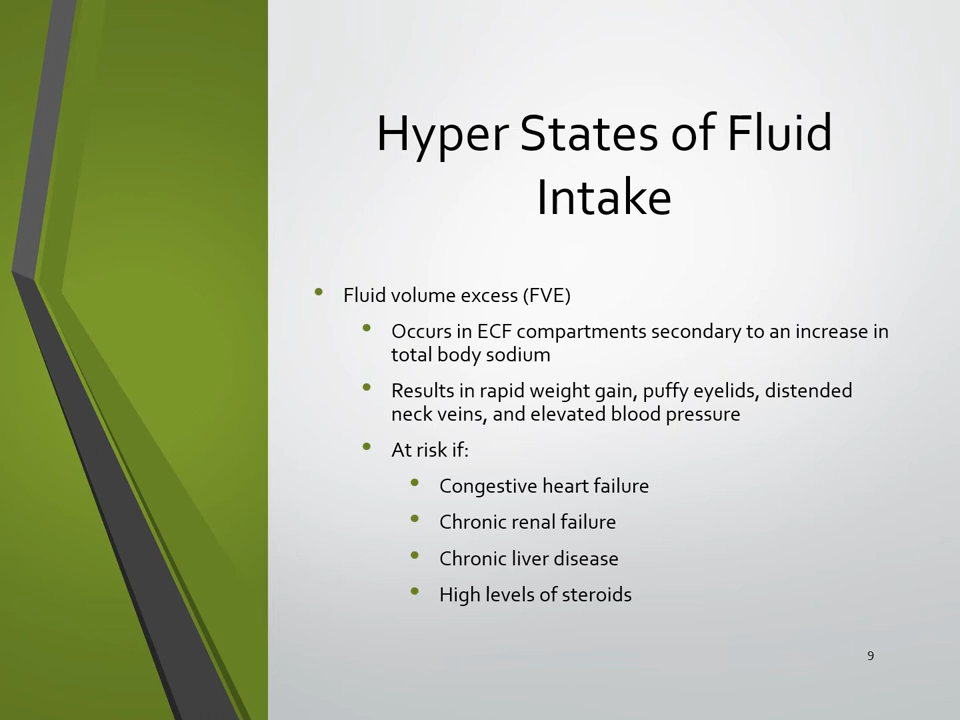 Hyper States of Fluid
Intake
• Fluid volume excess (FVE)
• Occurs in ECF compartments secondary to an increase in
total body sodium
• Results in rapid weight gain, puffy eyelids, distended
neck veins, and elevated blood pressure
• At risk if:
• Congestive heart failure
• Chronic renal failure
• Chronic liver disease
• High levels of steroids
9